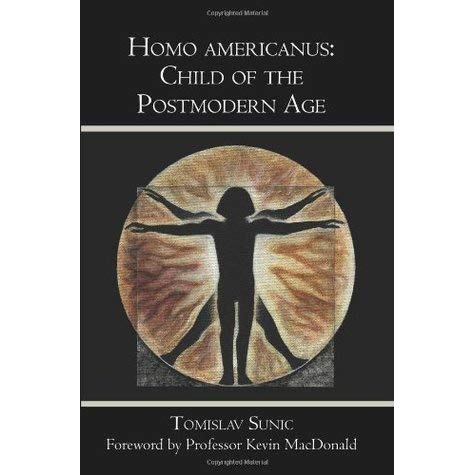 Homo americanus:
Child of the
Postmodern Age
Tomislav Sunic
Foreword by Professor Kevin MacDonald